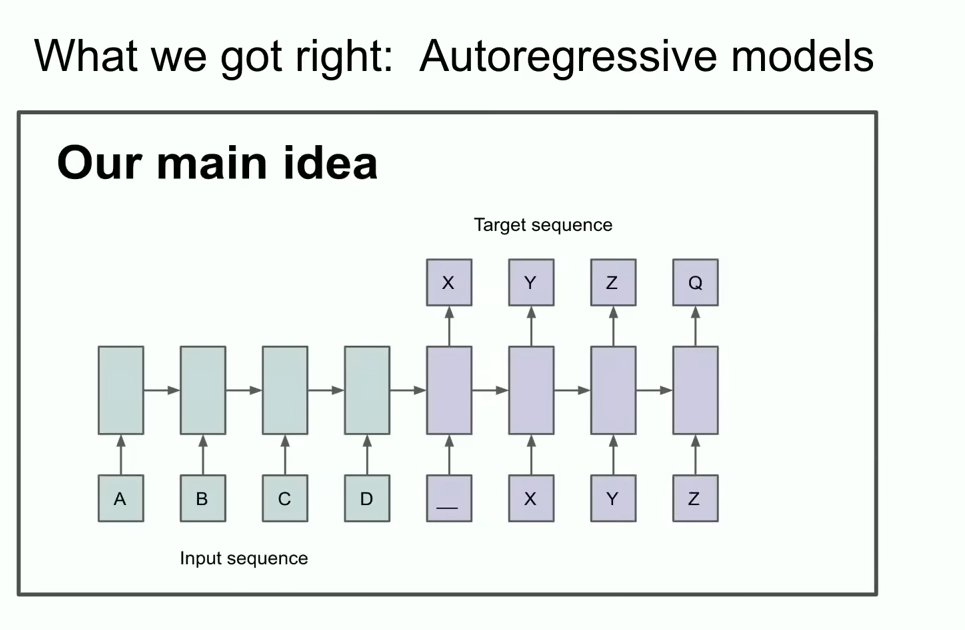 What we got right: Autoregressive models
Our main idea
Target sequence
X Y Z Q
A B C D __ X Y Z
Input sequence